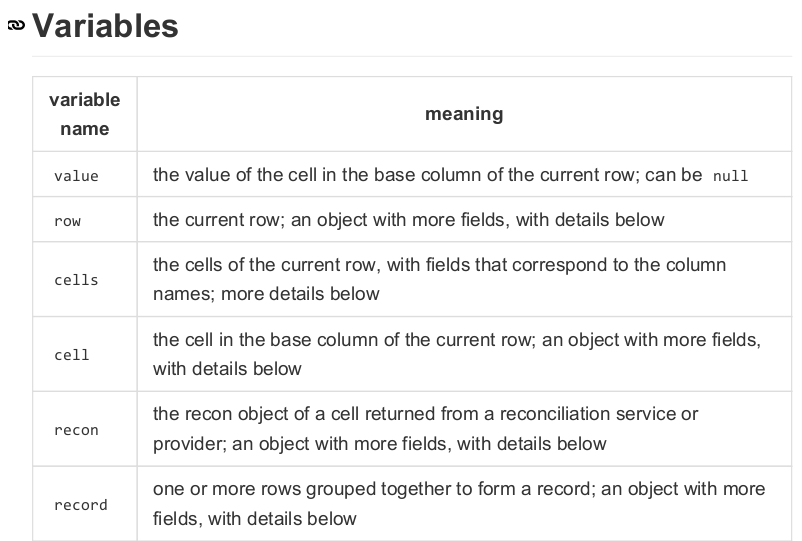 Variables
variable
name
meaning
value
the value of the cell in the base column of the current row; can be null
row
the current row; an object with more fields, with details below
cells
the cells of the current row, with fields that correspond to the column
names; more details below
cell
the cell in the base column of the current row; an object with more fields,
with details below
recon
the recon object of a cell returned from a reconciliation service or
provider; an object with more fields, with details below
record
one or more rows grouped together to form a record; an object with more
fields, with details below